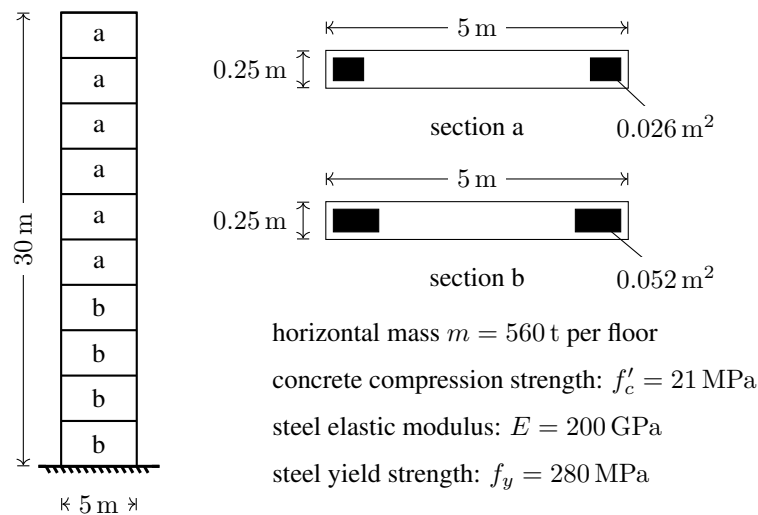 a
a
a
a
a
a
b
b
b
b
30 m
5 m
5 m
0.25 m
section a
0.026 m²
5 m
0.25 m
section b
0.052 m²
horizontal mass m = 560 t per floor
concrete compression strength: f′c = 21 MPa
steel elastic modulus: E = 200 GPa
steel yield strength: fy = 280 MPa